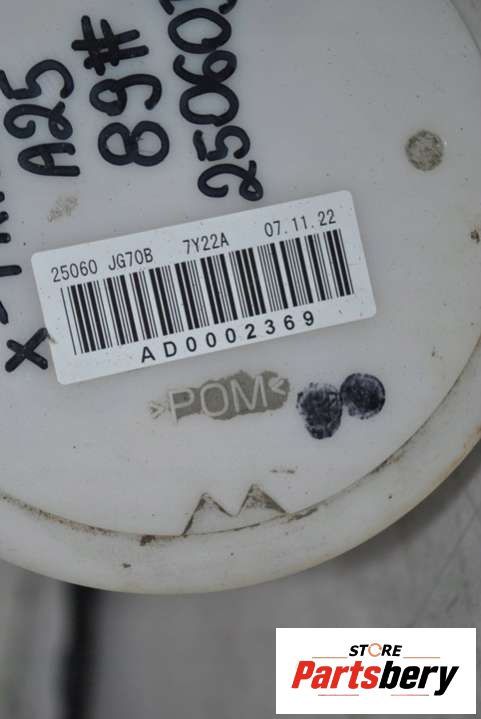 A25
89#
25060
25060 JG70B 7Y22A 07.11.22
AD0002369
>POM<
STORE
Partsbery